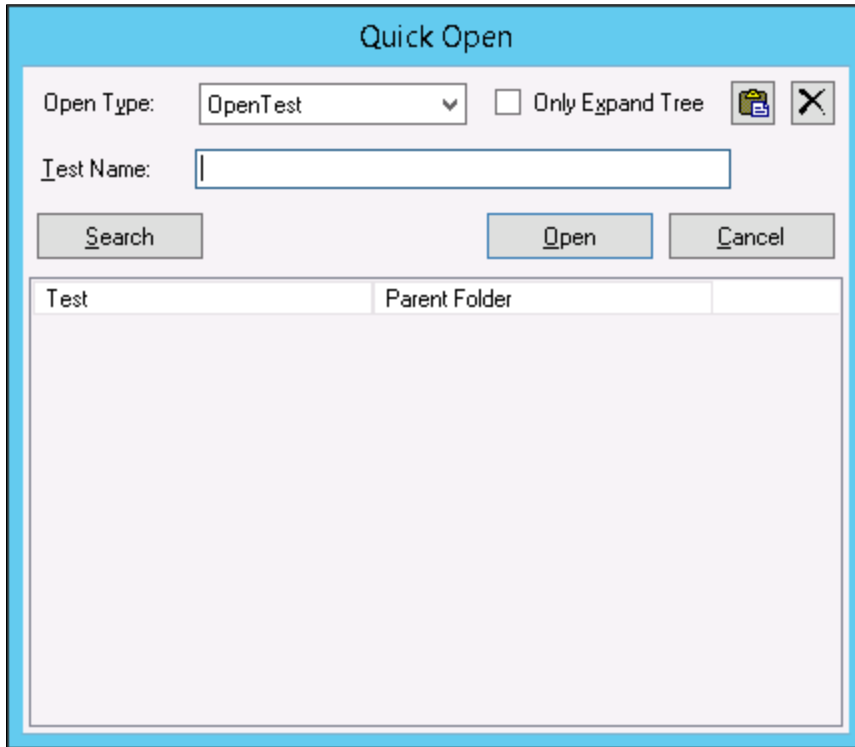 Quick Open
Open Type: OpenTest Only Expand Tree
Test Name:
Search Open Cancel
Test Parent Folder